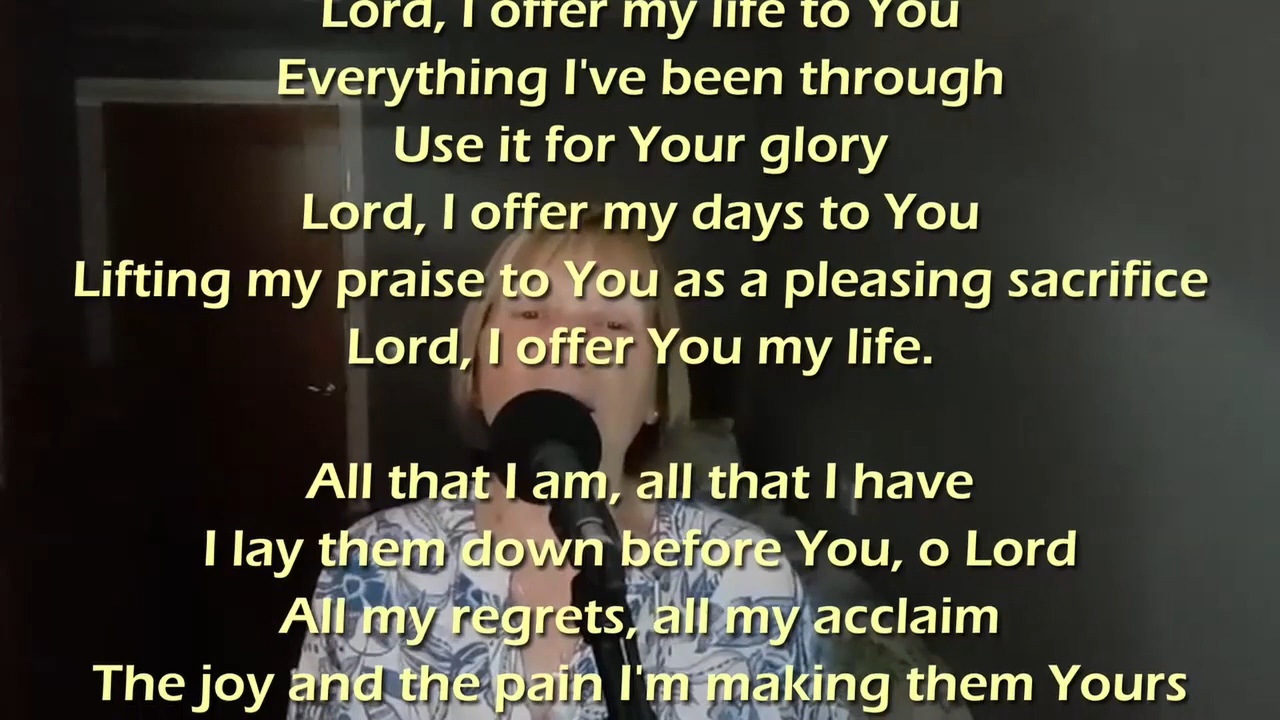 Lord, I offer my life to You
Everything I've been through
Use it for Your glory
Lord, I offer my days to You
Lifting my praise to You as a pleasing sacrifice
Lord, I offer You my life.
All that I am, all that I have
I lay them down before You, o Lord
All my regrets, all my acclaim
The joy and the pain I'm making them Yours